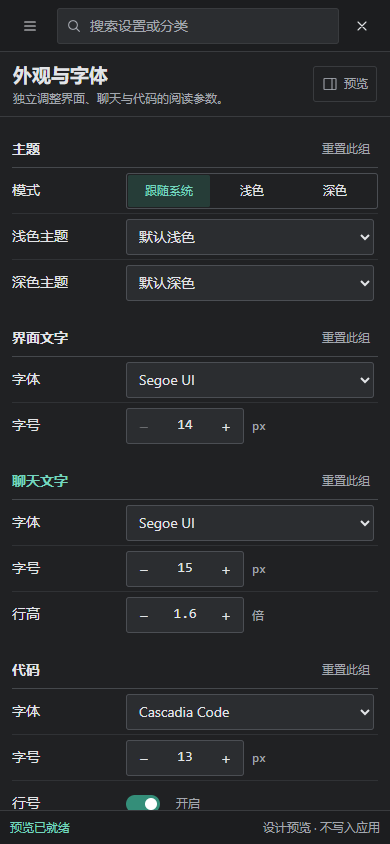 搜索设置或分类
外观与字体
独立调整界面、聊天与代码的阅读参数。
预览
主题
重置此组
模式
跟随系统
浅色
深色
浅色主题
默认浅色
深色主题
默认深色
界面文字
重置此组
字体
Segoe UI
字号
− 14 + px
聊天文字
重置此组
字体
Segoe UI
字号
− 15 + px
行高
− 1.6 + 倍
代码
重置此组
字体
Cascadia Code
字号
− 13 + px
行号
开启
预览已就绪
设计预览 · 不写入应用